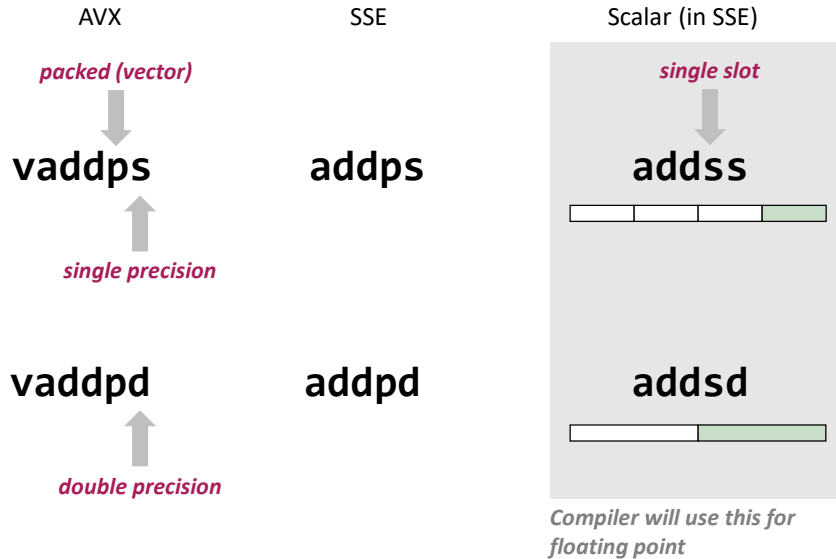 AVX SSE Scalar (in SSE)
packed (vector) single slot
vaddps addps addss
single precision
vaddpd addpd addsd
double precision
Compiler will use this for
floating point